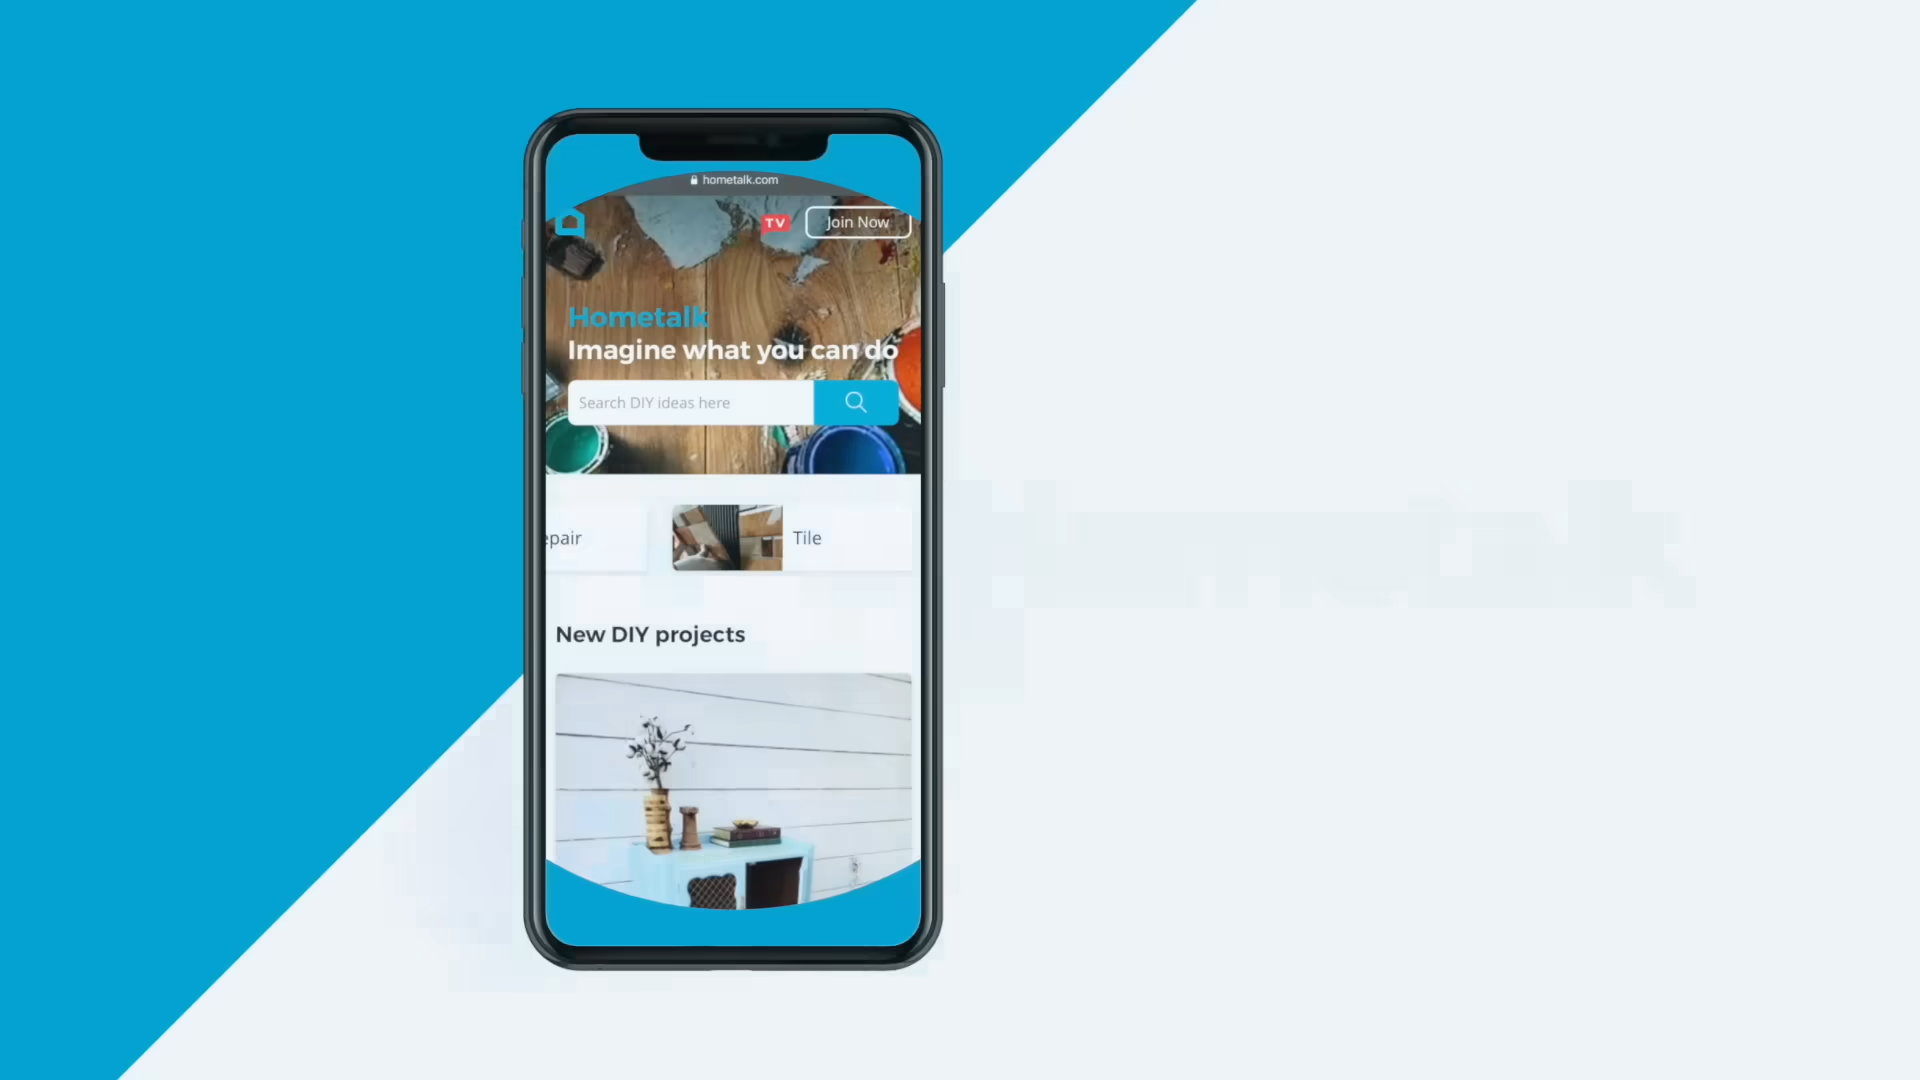 hometalk.com
TV
Join Now
Hometalk
Imagine what you can do
Search DIY ideas here
epair
Tile
New DIY projects